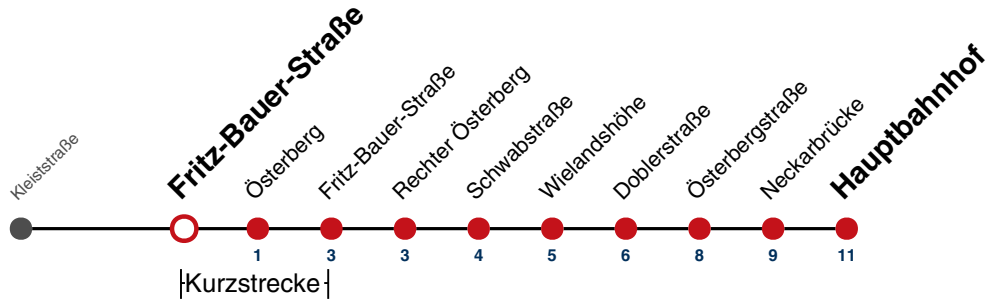 Kleiststraße
Fritz-Bauer-Straße
Österberg
Fritz-Bauer-Straße
Rechter Österberg
Schwabstraße
Wielandshöhe
Doblerstraße
Österbergstraße
Neckarbrücke
Hauptbahnhof
1 3 3 4 5 6 8 9 11
Kurzstrecke